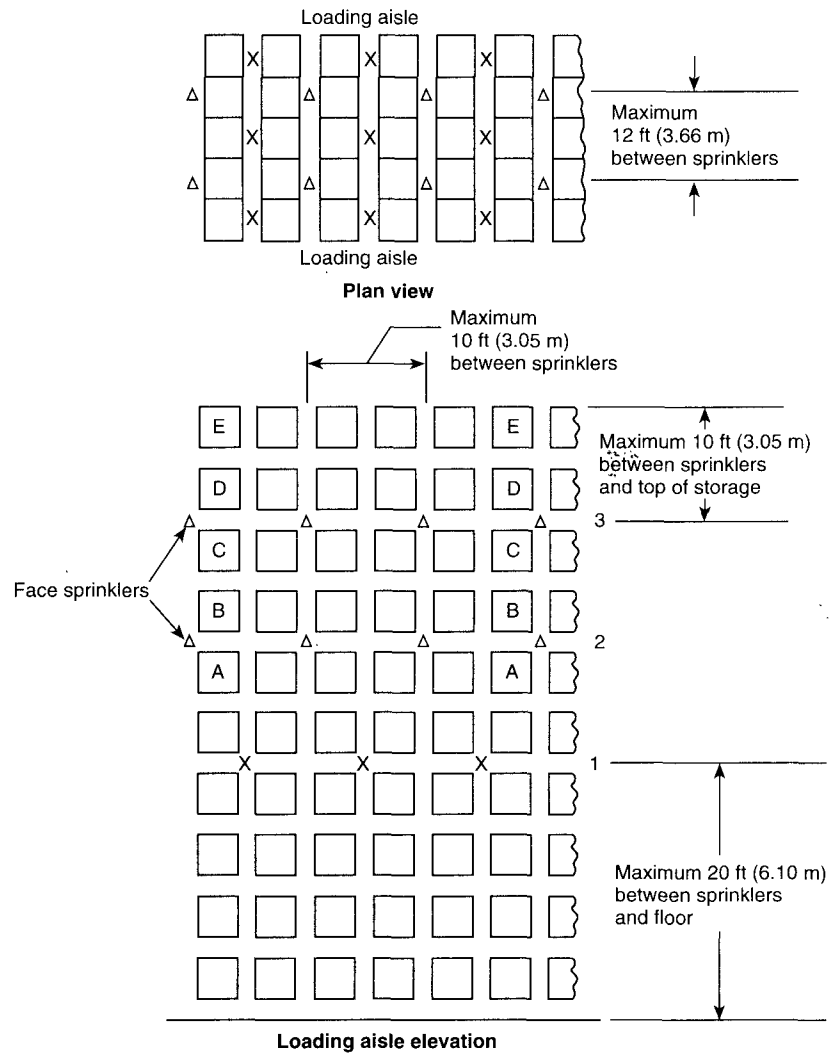 Loading aisle
X X X
Δ Δ Δ Δ
Maximum
12 ft (3.66 m)
between sprinklers
X X X
Δ Δ Δ Δ
X X X
Loading aisle
Plan view
Maximum
10 ft (3.05 m)
between sprinklers
E E
Maximum 10 ft (3.05 m)
between sprinklers
and top of storage
D D
Δ Δ Δ Δ 3
C C
Face sprinklers
B B
Δ Δ Δ Δ 2
A A
X X X 1
Maximum 20 ft (6.10 m)
between sprinklers
and floor
Loading aisle elevation